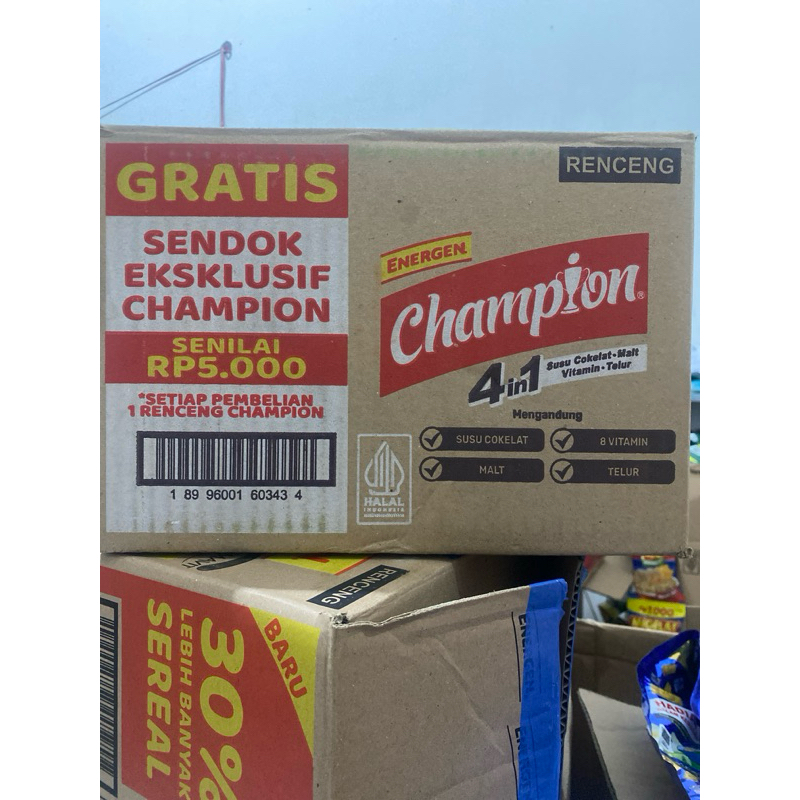 GRATIS
SENDOK
EKSKLUSIF
CHAMPION
SENILAI
RP5.000
*SETIAP PEMBELIAN
1 RENCENG CHAMPION
1 89 96001 60343 4
RENCENG
ENERGEN
Champion®
4in1
Susu Cokelat•Malt
Vitamin•Telur
Mengandung
SUSU COKELAT
8 VITAMIN
MALT
TELUR
HALAL
INDONESIA
RENCENG
BARU
30%
LEBIH BANYAK
SEREAL